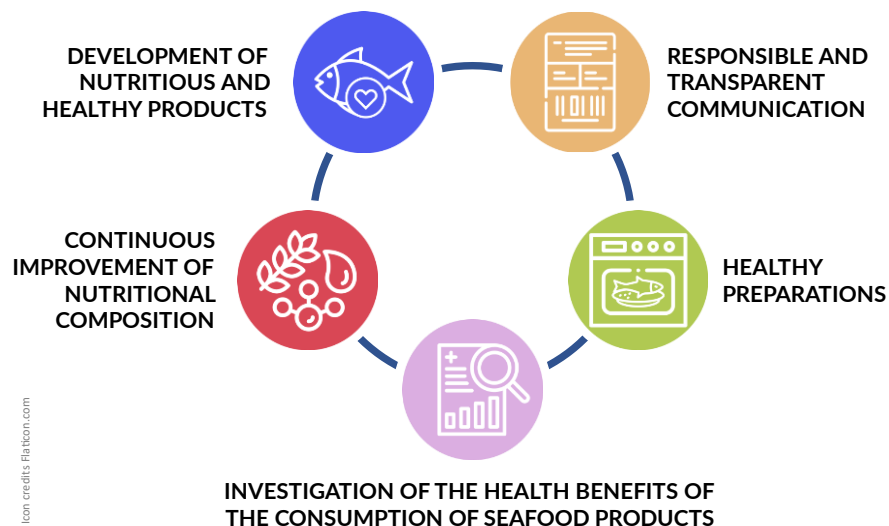 DEVELOPMENT OF
NUTRITIOUS AND
HEALTHY PRODUCTS
RESPONSIBLE AND
TRANSPARENT
COMMUNICATION
CONTINUOUS
IMPROVEMENT OF
NUTRITIONAL
COMPOSITION
HEALTHY
PREPARATIONS
INVESTIGATION OF THE HEALTH BENEFITS OF
THE CONSUMPTION OF SEAFOOD PRODUCTS
Icon credits Flaticon.com